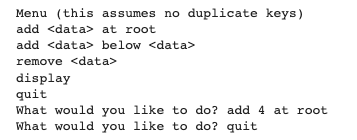 Menu (this assumes no duplicate keys)
add <data> at root
add <data> below <data>
remove <data>
display
quit
What would you like to do? add 4 at root
What would you like to do? quit